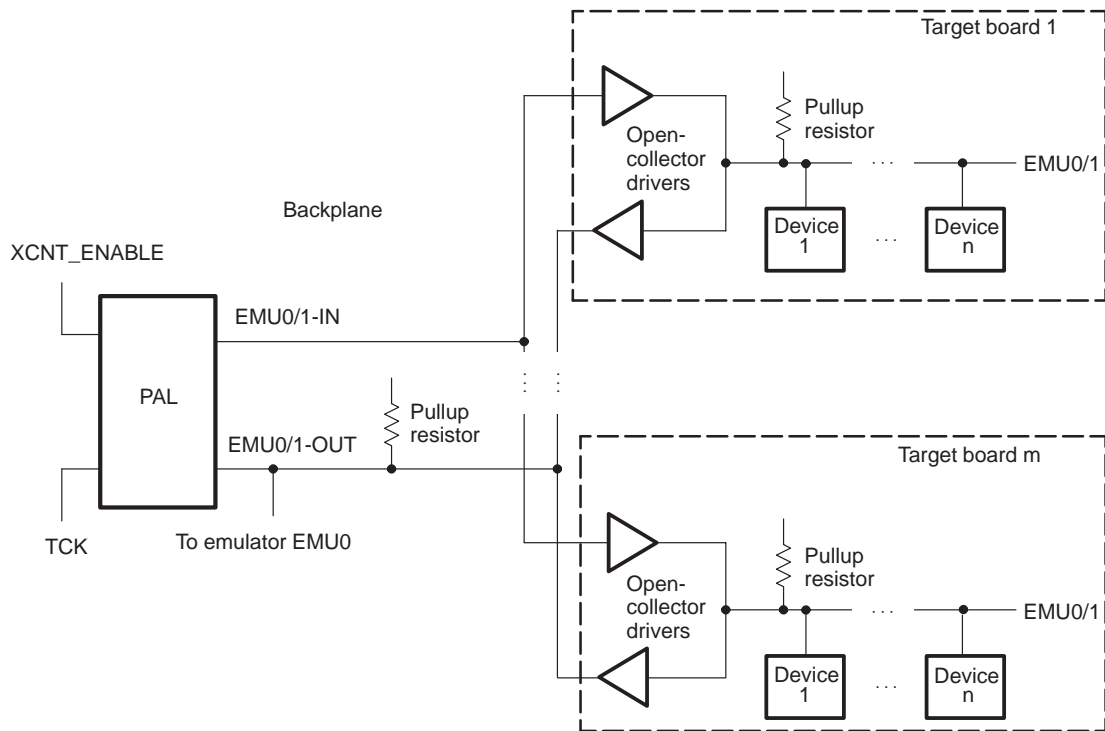 Target board 1
Pullup
resistor
Open-
collector
drivers
EMU0/1
Device
1
. . .
Device
n
. . .
Backplane
XCNT_ENABLE
EMU0/1-IN
PAL
. . .
. . .
Pullup
resistor
EMU0/1-OUT
TCK
To emulator EMU0
Target board m
Pullup
resistor
Open-
collector
drivers
. . .
EMU0/1
Device
1
. . .
Device
n